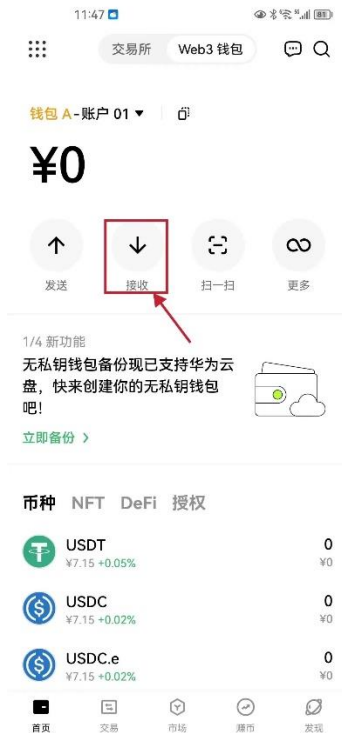 11:47
85
交易所 Web3 钱包
钱包 A-账户 01
¥0
发送 接收 扫一扫 更多
1/4 新功能
无私钥钱包备份现已支持华为云
盘，快来创建你的无私钥钱包
吧！
立即备份
币种 NFT DeFi 授权
USDT 0
¥7.15 +0.05% ¥0
USDC 0
¥7.15 +0.02% ¥0
USDC.e 0
¥7.15 +0.02% ¥0
首页 交易 市场 赚币 发现